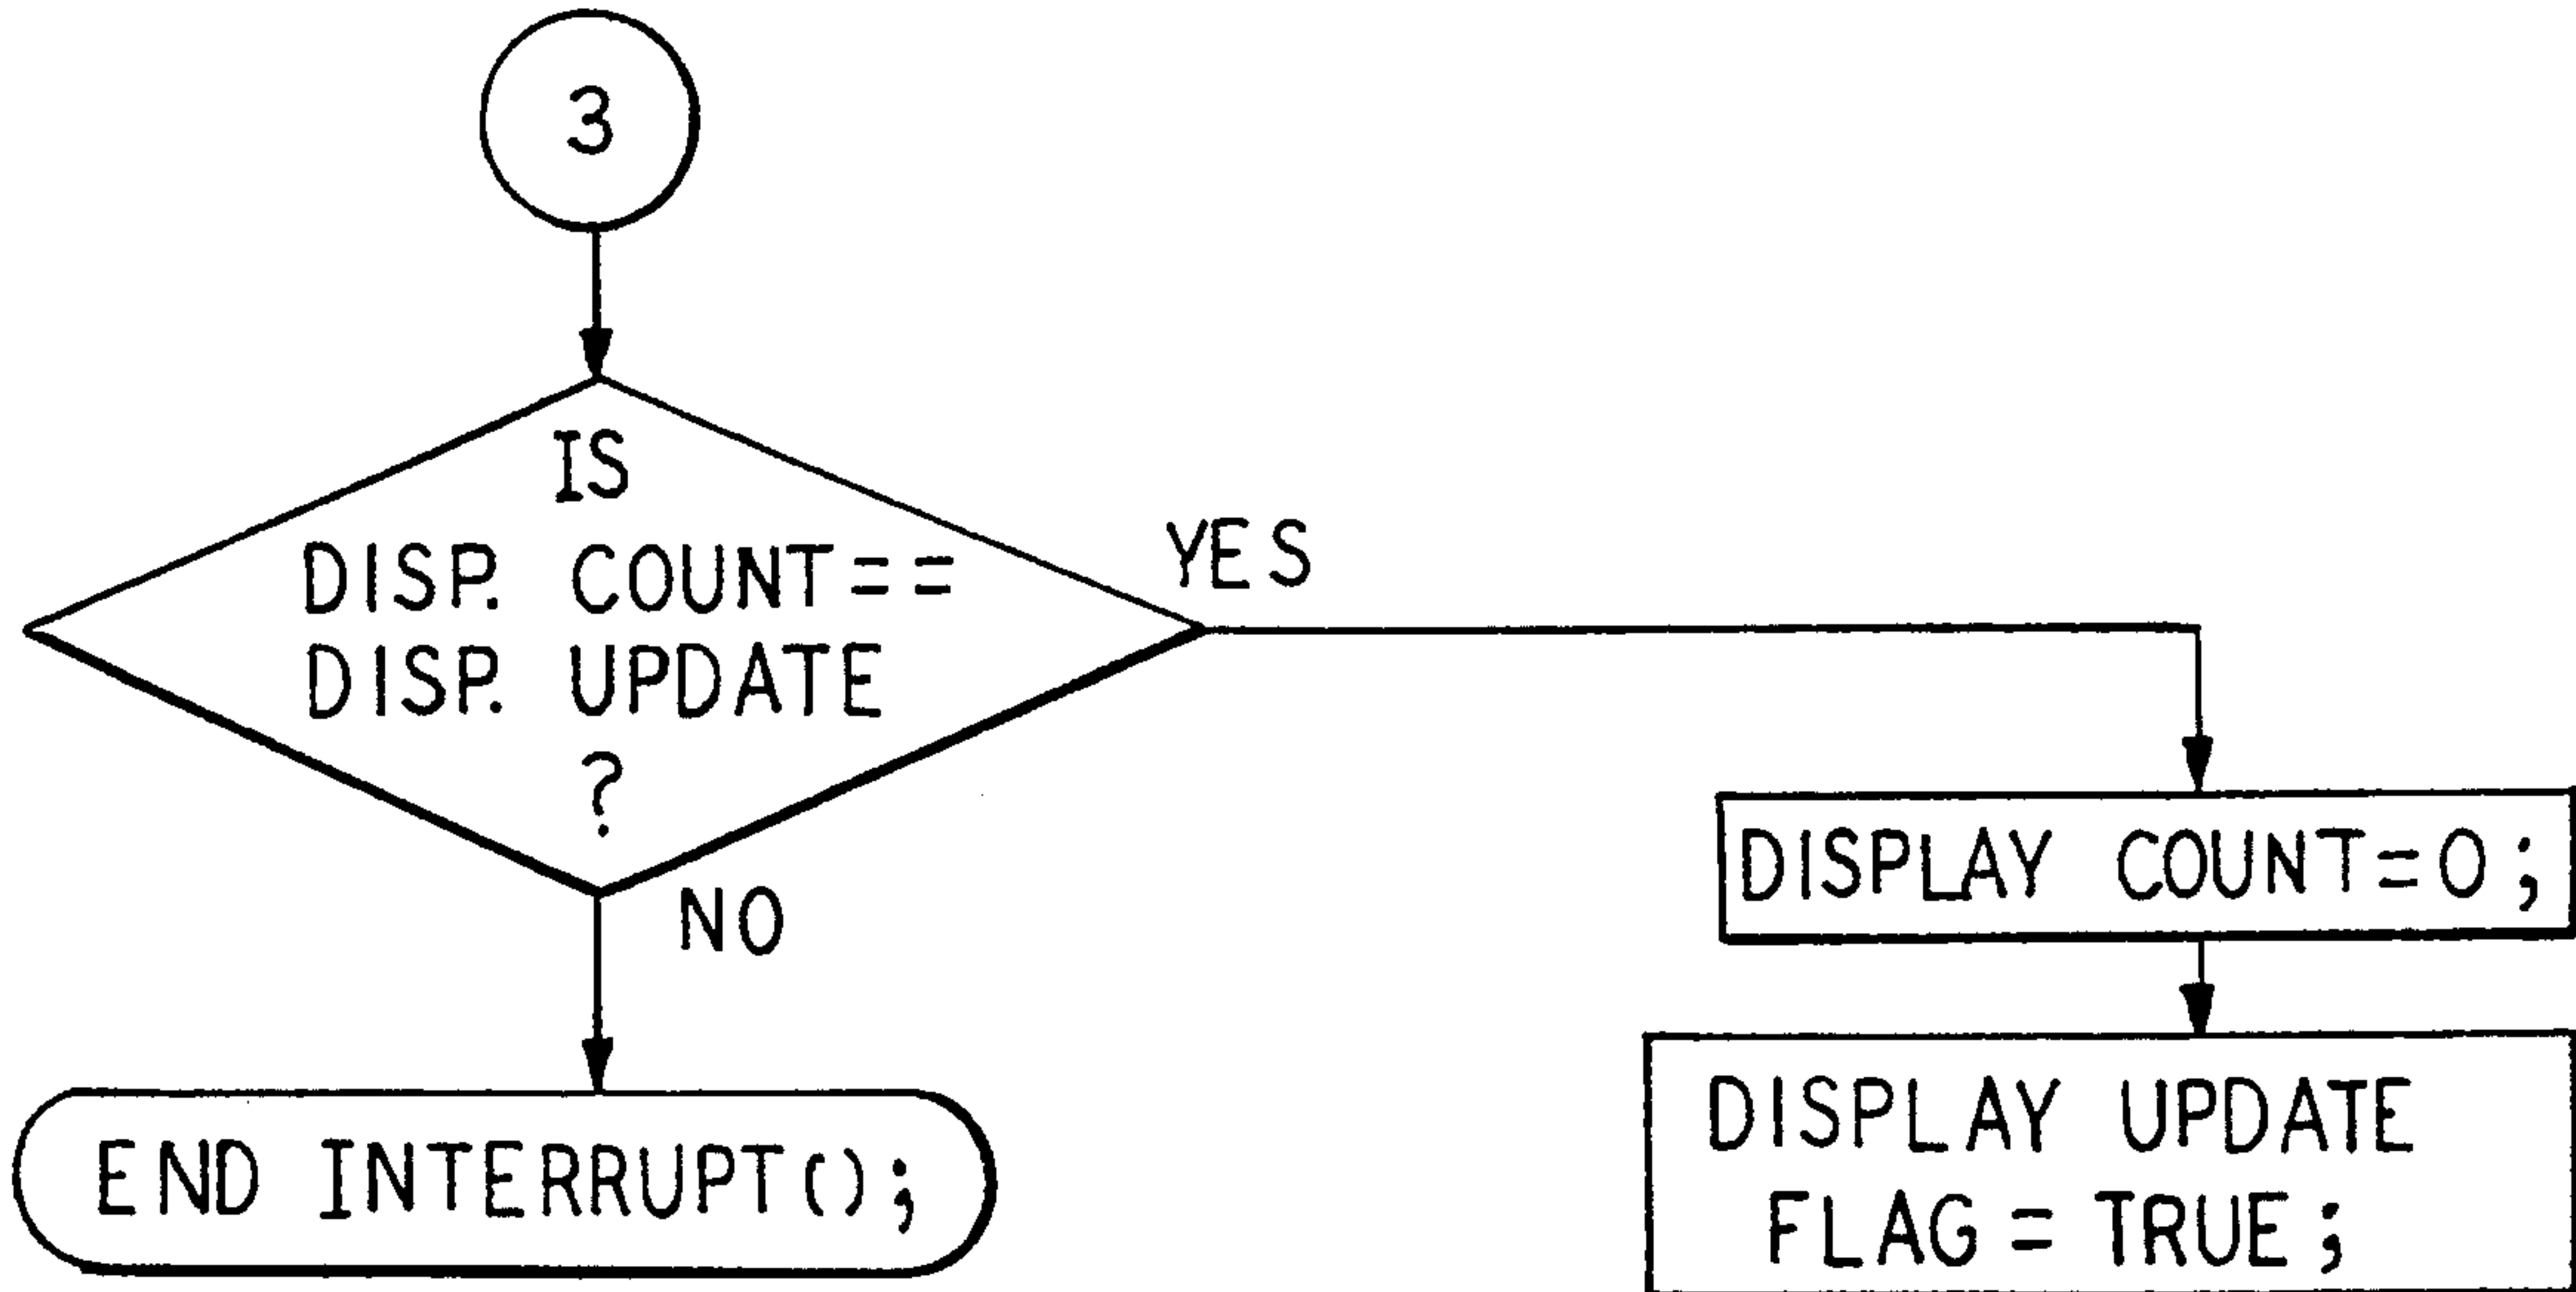 3
IS
DISP. COUNT==
DISP. UPDATE
?
YES
NO
DISPLAY COUNT=0;
DISPLAY UPDATE
FLAG = TRUE;
END INTERRUPT();